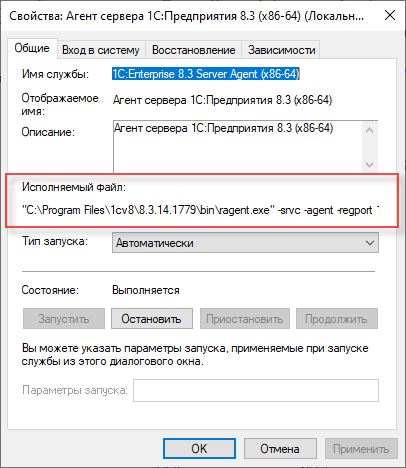 Свойства: Агент сервера 1С:Предприятия 8.3 (x86-64) (Локальн...
Общие Вход в систему Восстановление Зависимости
Имя службы: 1C:Enterprise 8.3 Server Agent (x86-64)
Отображаемое имя: Агент сервера 1С:Предприятия 8.3 (x86-64)
Описание: Агент сервера 1С:Предприятия 8.3 (x86-64)
Исполняемый файл:
"C:\Program Files\1cv8\8.3.14.1779\bin\ragent.exe" -srvc -agent -regport
Тип запуска: Автоматически
Состояние: Выполняется
Запустить Остановить Приостановить Продолжить
Вы можете указать параметры запуска, применяемые при запуске
службы из этого диалогового окна.
Параметры запуска:
OK Отмена Применить